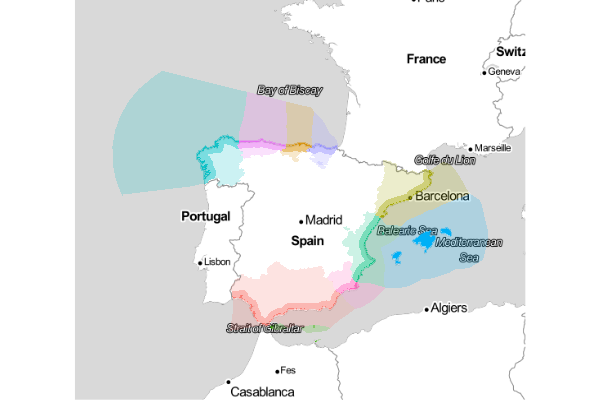 Paris
France
Switz
Geneva
Bay of Biscay
Marseille
Golfe du Lion
Barcelona
Portugal
Madrid
Balearic Sea
Spain
Mediterranean
Sea
Lisbon
Algiers
Strait of Gibraltar
Fes
Casablanca